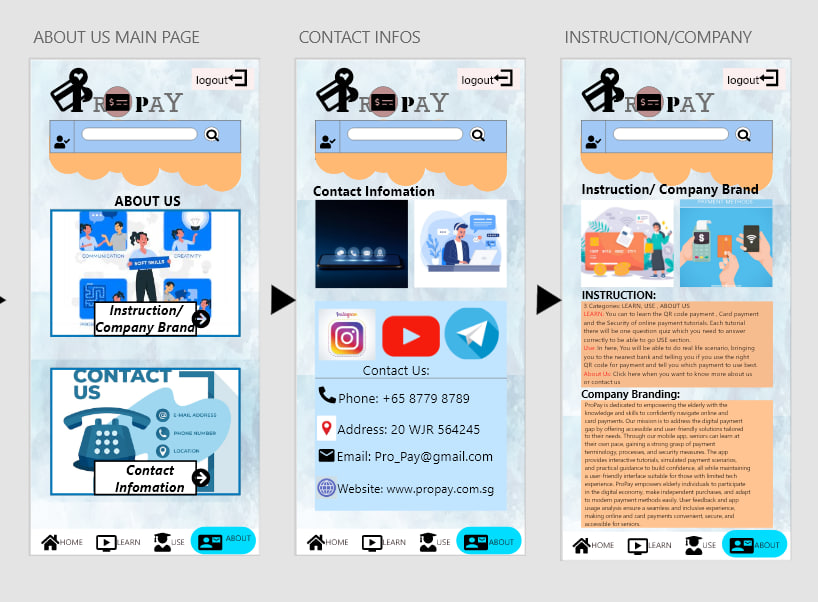 ABOUT US MAIN PAGE
logout
PROPAY
ABOUT US
COMMUNICATION
SOFT SKILLS
CREATIVITY
Instruction/
Company Brand
CONTACT
US
E-MAIL ADDRESS
PHONE NUMBER
LOCATION
Contact
Infomation
HOME
LEARN
USE
ABOUT
CONTACT INFOS
logout
PROPAY
Contact Infomation
Instagram
Contact Us:
Phone: +65 8779 8789
Address: 20 WJR 564245
Email: Pro_Pay@gmail.com
Website: www.propay.com.sg
HOME
LEARN
USE
ABOUT
INSTRUCTION/COMPANY
logout
PROPAY
Instruction/ Company Brand
PAYMENT METHODS
INSTRUCTION:
3 Categories: LEARN, USE , ABOUT US
LEARN: You can to learn the QR code payment , Card payment
and the Security of online payment tutorials. Each tutorial
there will be one question quiz which you need to answer
correctly to be able to go USE section.
Use: In here, You will be able to do real life scenario, bringing
you to the nearest bank and telling you if you use the right
QR code for payment and tell you which payment to use best.
About Us: Click here when you want to know more about us
or contact us
Company Branding:
ProPay is dedicated to empowering the elderly with the
knowledge and skills to confidently navigate online and
card payments. Our mission is to address the digital payment
gap by offering accessible and user-friendly solutions tailored
to their needs. Through our mobile app, seniors can learn at
their own pace, gaining a strong grasp of payment
terminology, processes, and security measures. The app
provides interactive tutorials, simulated payment scenarios,
and practical guidance to build confidence, all while maintaining
a user-friendly interface suitable for those with limited tech
experience. ProPay empowers elderly individuals to participate
in the digital economy, make independent purchases, and adapt
to modern payment methods easily. User feedback and app
usage analysis ensure a seamless and inclusive experience,
making online and card payments convenient, secure, and
accessible for seniors.
HOME
LEARN
USE
ABOUT